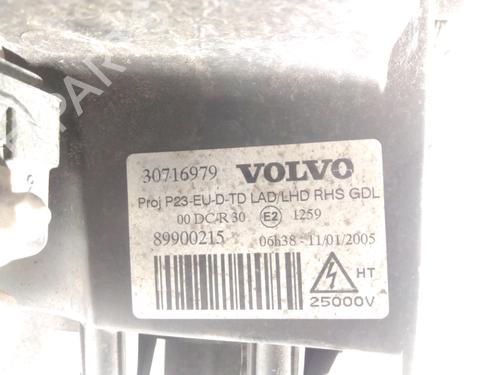 30716979 VOLVO
Proj P23-EU-D-TD LAD/LHD RHS GDL
00 DC/R 30 E2 1259
89900215 06h38 - 11/01/2005
HT
25000V